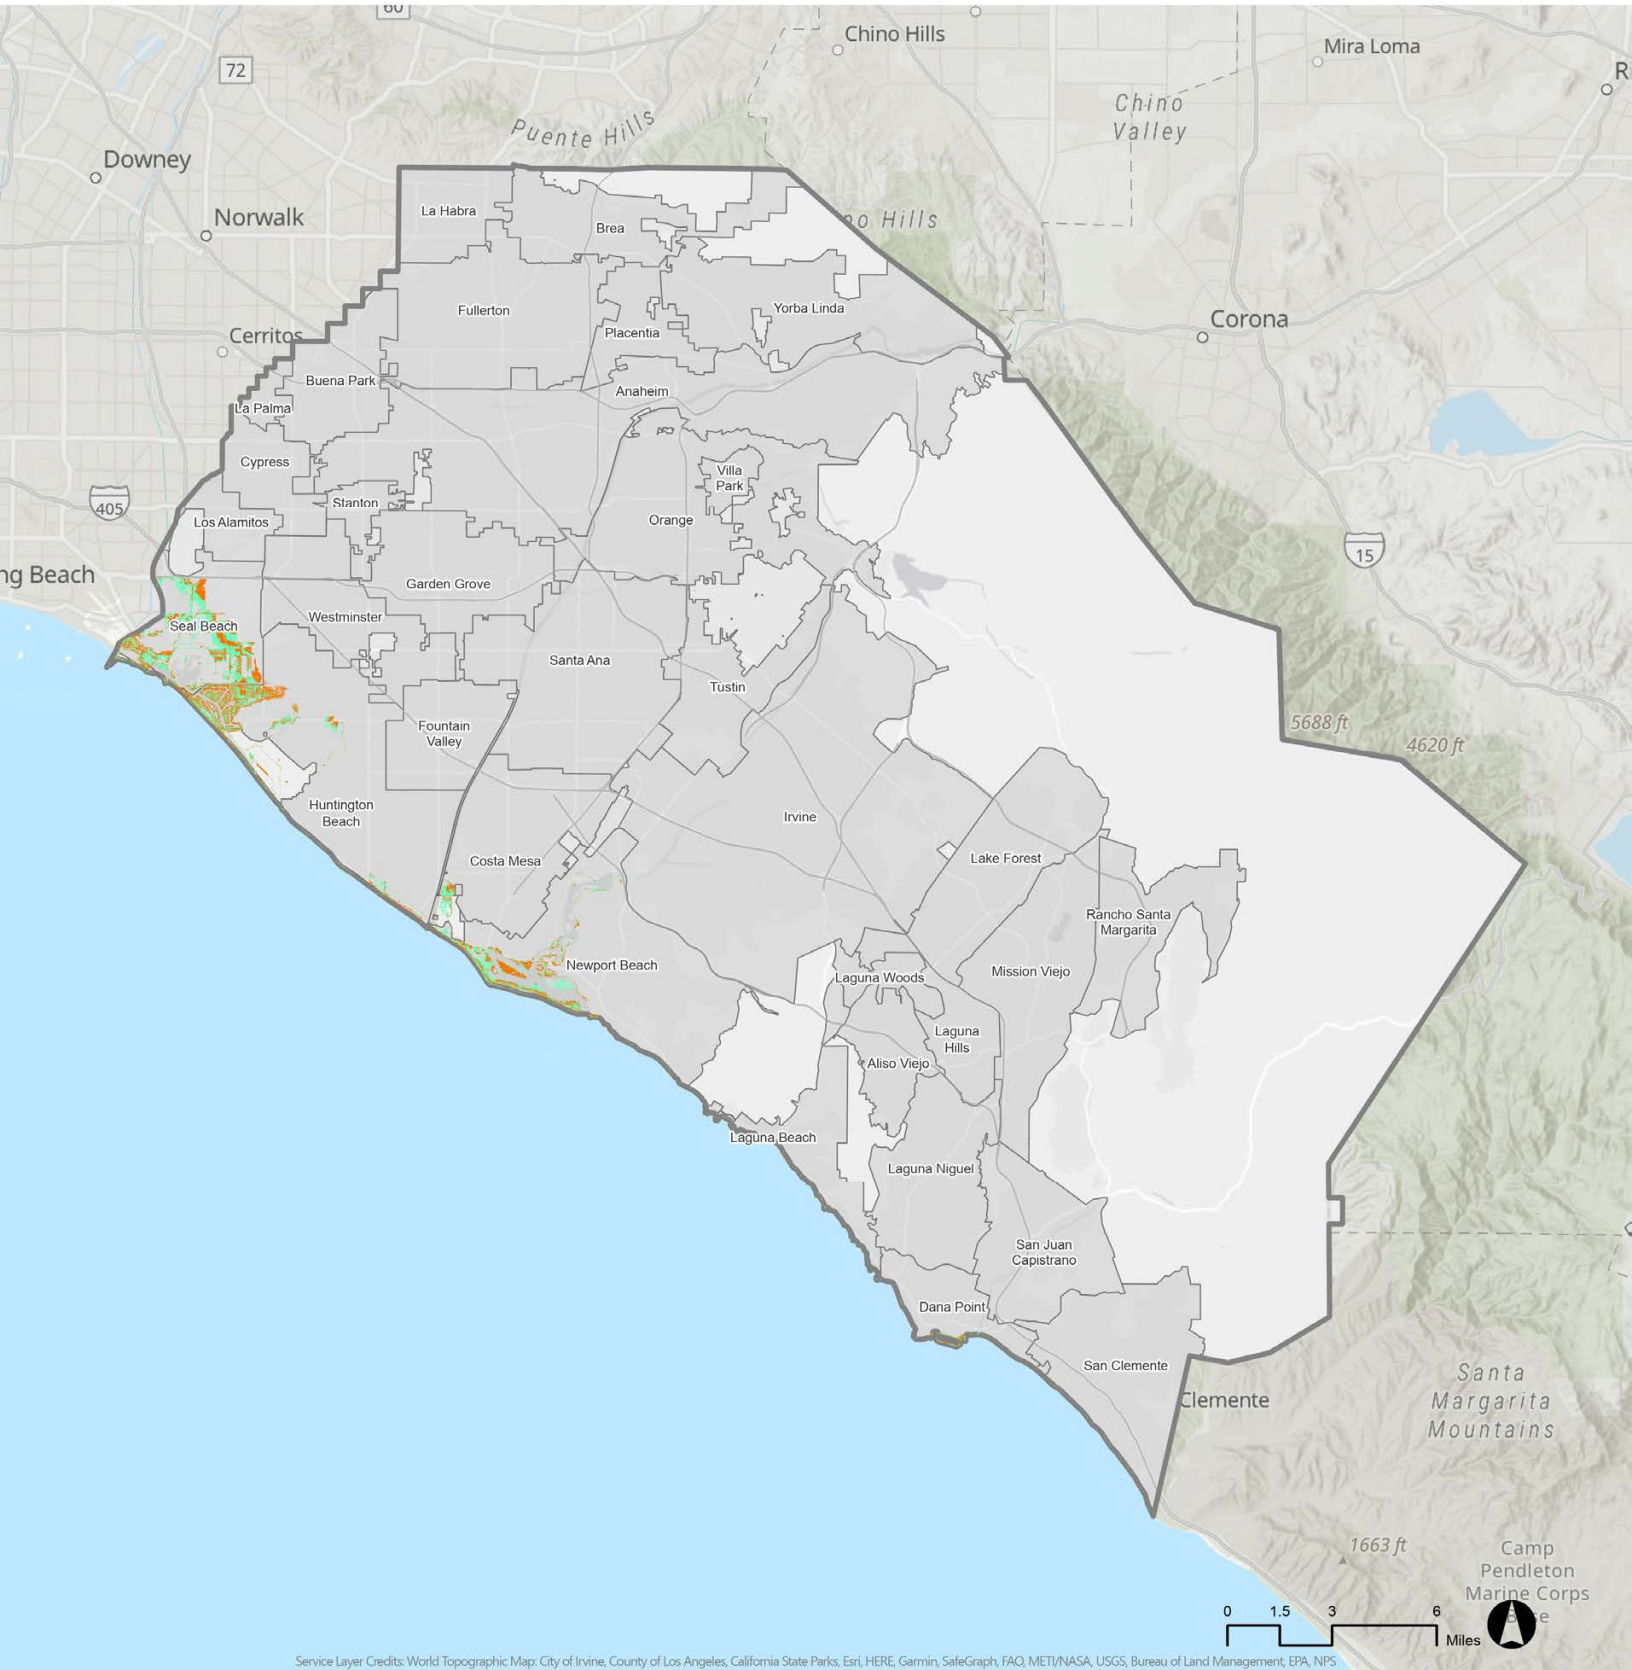 60
Chino Hills
Mira Loma
72
R
Chino
Valley
Puente Hills
Downey
Norwalk
La Habra
Brea
no Hills
Fullerton
Yorba Linda
Placentia
Corona
Cerritos
Buena Park
Anaheim
La Palma
Cypress
Villa
Park
405
Stanton
Los Alamitos
Orange
15
ng Beach
Garden Grove
Westminster
Seal Beach
Santa Ana
Tustin
Fountain
Valley
5688 ft
4620 ft
Huntington
Beach
Irvine
Costa Mesa
Lake Forest
Rancho Santa
Margarita
Newport Beach
Laguna Woods
Mission Viejo
Laguna
Hills
Aliso Viejo
Laguna Beach
Laguna Niguel
San Juan
Capistrano
Dana Point
San Clemente
Clemente
Santa
Margarita
Mountains
1663 ft
Camp
Pendleton
Marine Corps
se
0 1.5 3 6
Miles
Service Layer Credits: World Topographic Map: City of Irvine, County of Los Angeles, California State Parks, Esri, HERE, Garmin, SafeGraph, FAO, METI/NASA, USGS, Bureau of Land Management, EPA, NPS